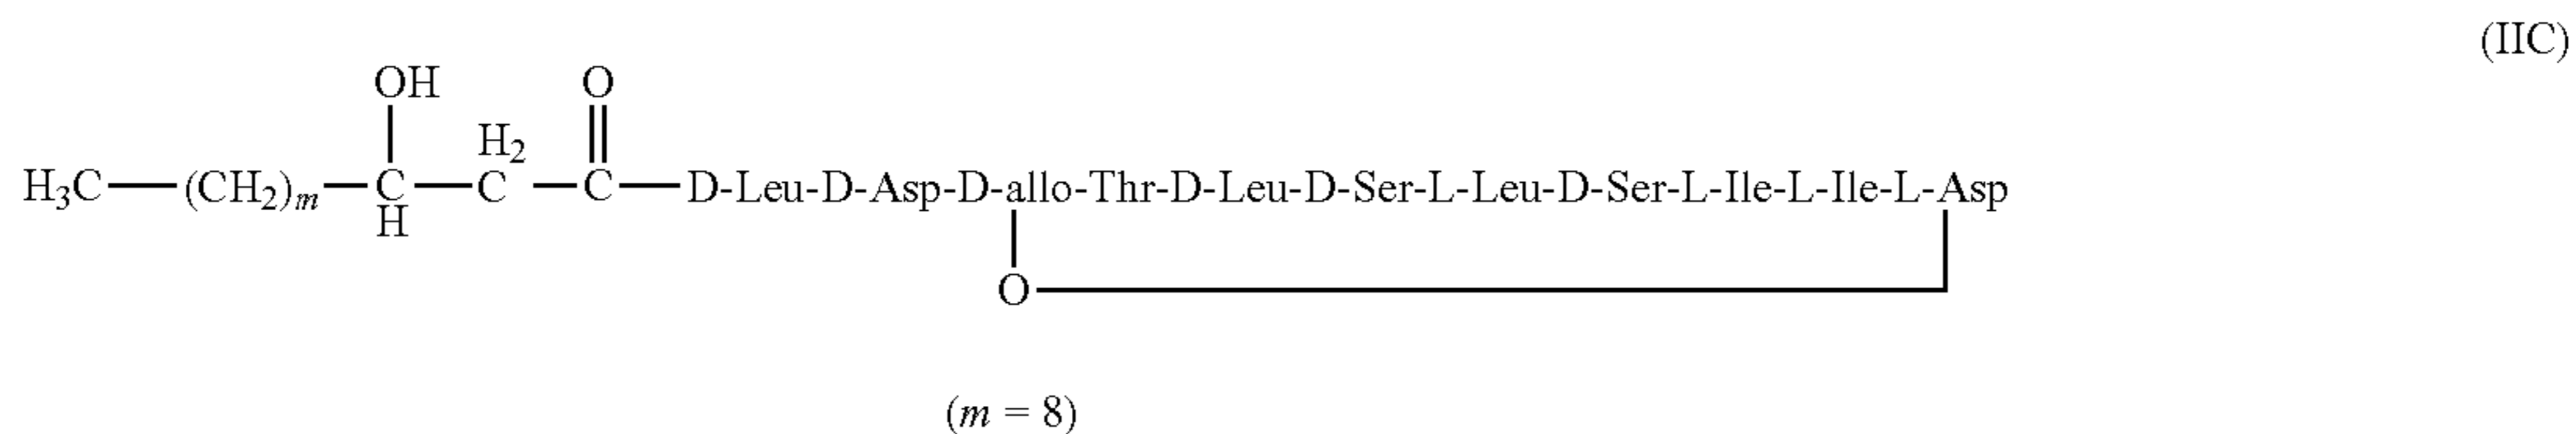 (IIC)
OH O
H2
H3C—(CH2)m—C—C—C—D-Leu-D-Asp-D-allo-Thr-D-Leu-D-Ser-L-Leu-D-Ser-L-Ile-L-Ile-L-Asp
H
O
(m = 8)